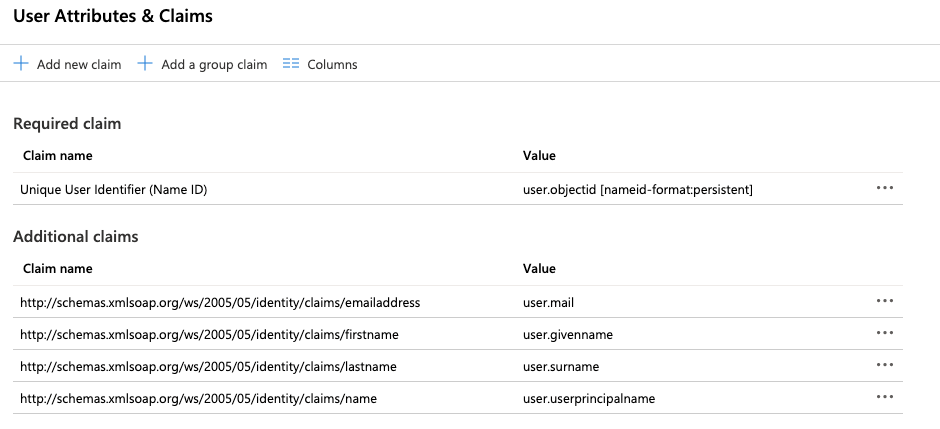 User Attributes & Claims
Add new claim Add a group claim Columns
Required claim
Claim name Value
Unique User Identifier (Name ID) user.objectid [nameid-format:persistent]
Additional claims
Claim name Value
http://schemas.xmlsoap.org/ws/2005/05/identity/claims/emailaddress user.mail
http://schemas.xmlsoap.org/ws/2005/05/identity/claims/firstname user.givenname
http://schemas.xmlsoap.org/ws/2005/05/identity/claims/lastname user.surname
http://schemas.xmlsoap.org/ws/2005/05/identity/claims/name user.userprincipalname